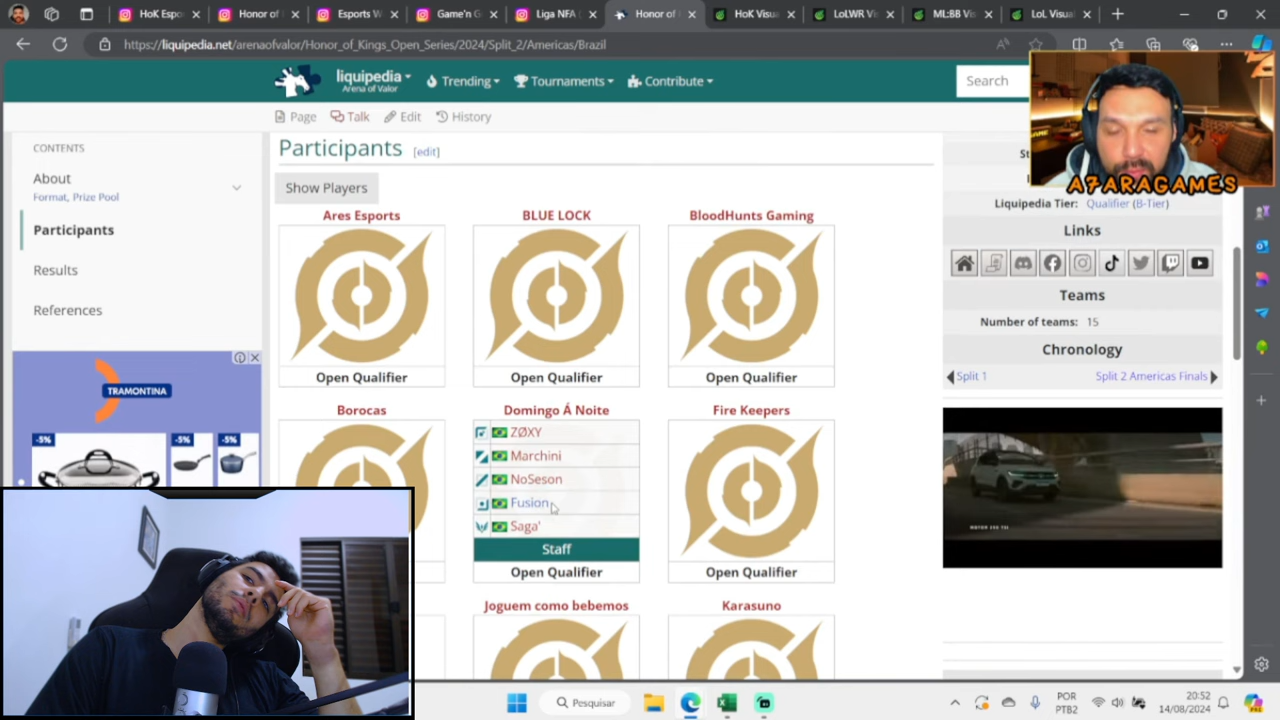 HoK Espo
Honor of
Esports W
Game'n G
Liga NFA (
Honor of
HoK Visua
LoLWR Vi
ML:BB Vi
LoL Visual
https://liquipedia.net/arenaofvalor/Honor_of_Kings_Open_Series/2024/Split_2/Americas/Brazil
liquipedia
Arena of Valor
Trending
Tournaments
Contribute
Search
Page
Talk
Edit
History
A7ARAGAMES
CONTENTS
About
Format, Prize Pool
Participants
Results
References
TRAMONTINA
-5%
-5%
-5%
Participants [edit]
Show Players
Ares Esports
BLUE LOCK
BloodHunts Gaming
Open Qualifier
Open Qualifier
Open Qualifier
Borocas
Domingo Á Noite
Fire Keepers
ZØXY
Marchini
NoSeson
Fusion
Saga'
Staff
Open Qualifier
Open Qualifier
Joguem como bebemos
Karasuno
Liquipedia Tier: Qualifier (B-Tier)
Links
Teams
Number of teams: 15
Chronology
Split 1
Split 2 Americas Finals
Pesquisar
POR
PTB2
20:52
14/08/2024